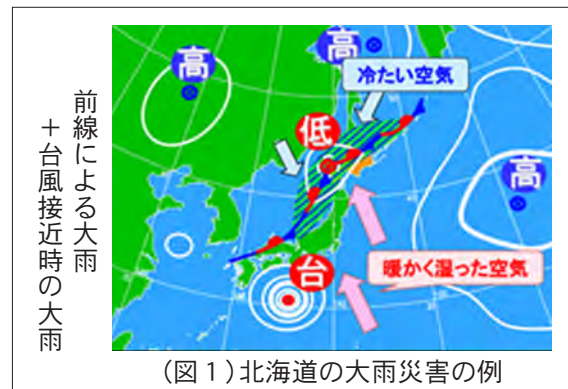 前線による大雨
＋台風接近時の大雨
高
高
冷たい空気
低
高
台
暖かく湿った空気
(図１)北海道の大雨災害の例